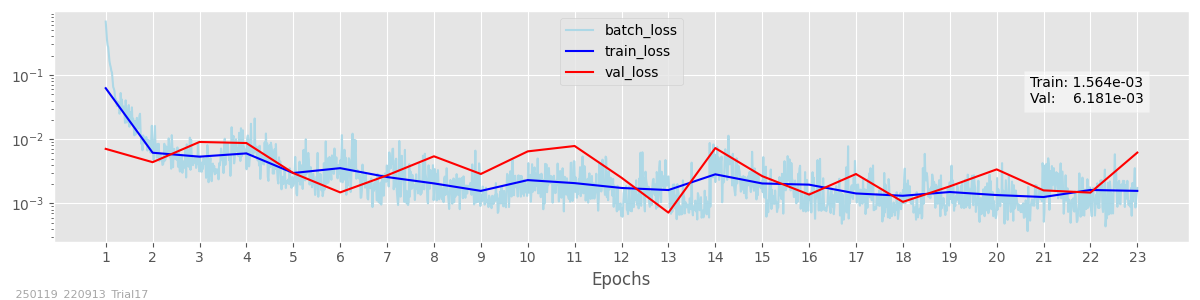 batch_loss
train_loss
val_loss
Train: 1.564e-03
Val: 6.181e-03
10⁻¹
10⁻²
10⁻³
1 2 3 4 5 6 7 8 9 10 11 12 13 14 15 16 17 18 19 20 21 22 23
Epochs
250119_220913_Trial17